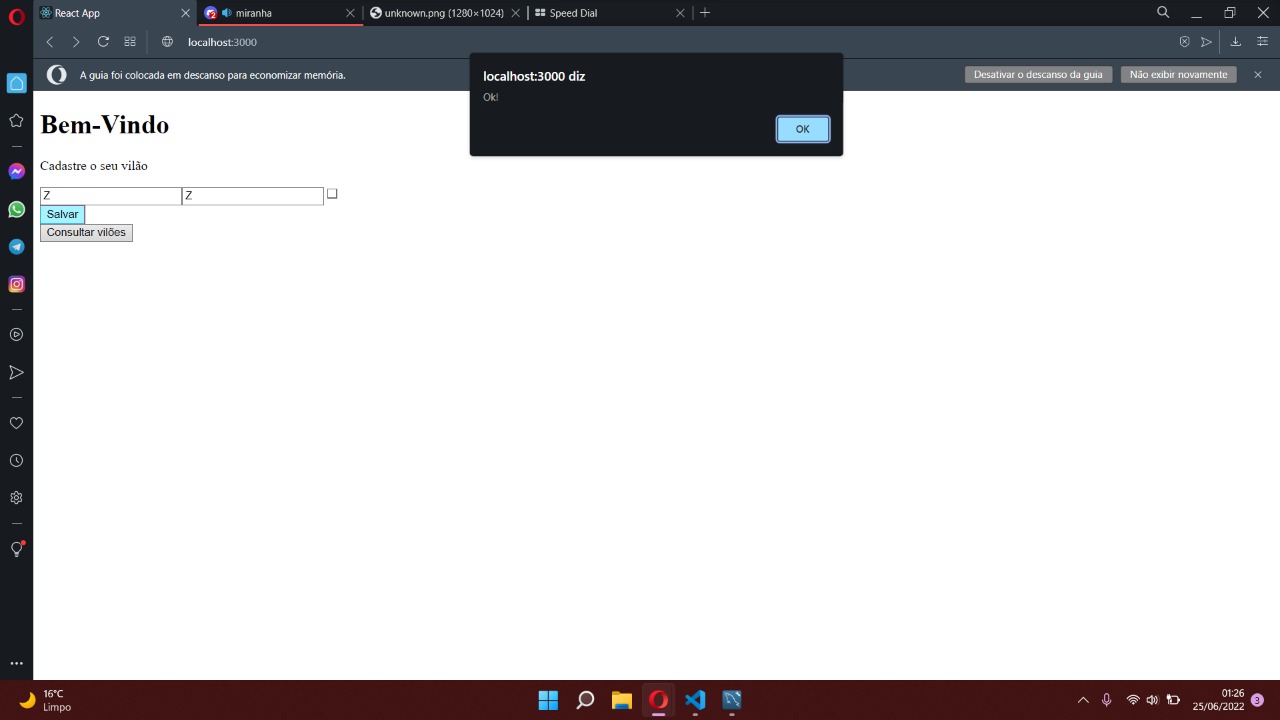 React App
2
miranha
unknown.png (1280×1024)
Speed Dial
localhost:3000
A guia foi colocada em descanso para economizar memória.
Desativar o descanso da guia
Não exibir novamente
localhost:3000 diz
Ok!
OK
Bem-Vindo
Cadastre o seu vilão
Z Z
Salvar
Consultar vilões
16°C
Limpo
01:26
25/06/2022
3